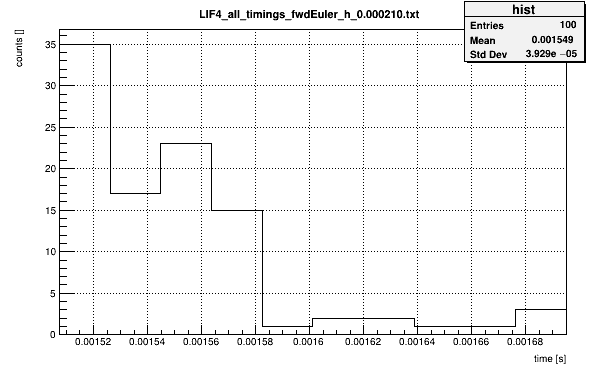 LIF4_all_timings_fwdEuler_h_0.000210.txt
hist
Entries 100
Mean 0.001549
Std Dev 3.929e −05
counts []
35
30
25
20
15
10
5
0
0.00152 0.00154 0.00156 0.00158 0.0016 0.00162 0.00164 0.00166 0.00168
time [s]